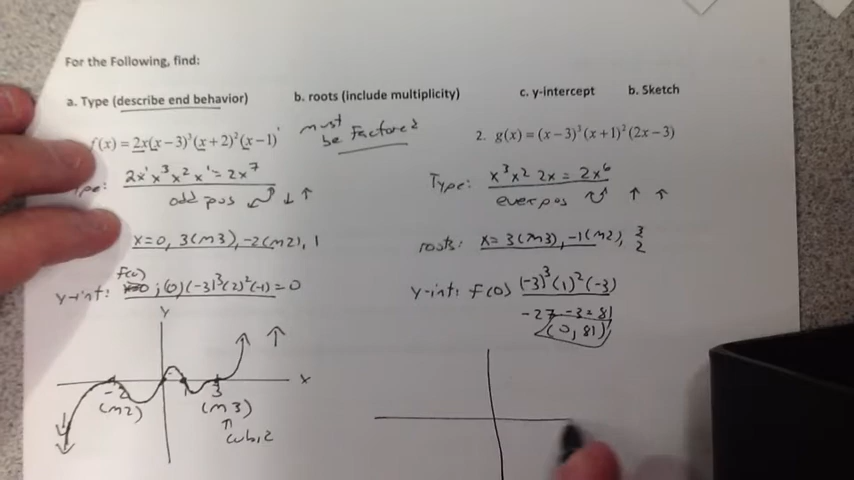 For the Following, find:
a. Type (describe end behavior) b. roots (include multiplicity) c. y-intercept b. Sketch
f(x) = 2x(x−3)³(x+2)²(x−1)¹
must be Factored
2. g(x) = (x−3)³(x+1)²(2x−3)
ype: 2x¹x³x²x¹ = 2x⁷
odd pos ↓ ↑
x=0, 3(m3), -2(m2), 1
F(0)
y-int: ; (0)(-3)³(2)²(-1) = 0
Y
X
-2 1 3
(m2) (m3)
↑
cubic
Type: x³x² 2x = 2x⁶
even pos ↑ ↑
roots: x= 3(m3), -1(m2), 3/2
y-int: F(0) (-3)³(1)²(-3)
-27 · -3 = 81
(0, 81)